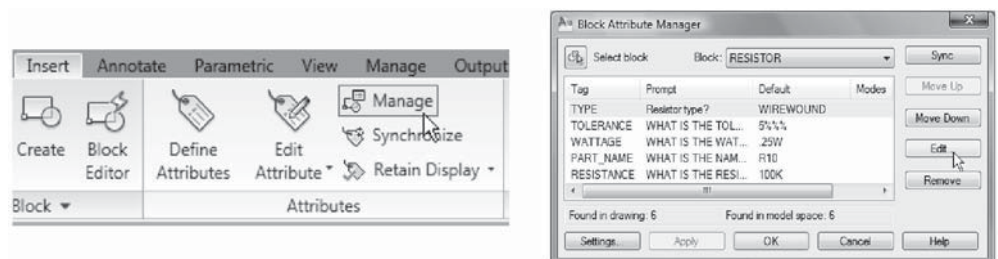 Insert Annotate Parametric View Manage Output
Create
Block Editor
Define Attributes
Edit Attribute
Manage
Synchronize
Retain Display
Block
Attributes
Block Attribute Manager
Select block Block: RESISTOR
Sync
Tag Prompt Default Modes
Move Up
TYPE Resistor type? WIREWOUND
TOLERANCE WHAT IS THE TOL... 5%%%
Move Down
WATTAGE WHAT IS THE WAT... .25W
Edit...
PART_NAME WHAT IS THE NAM... R10
RESISTANCE WHAT IS THE RESI... 100K
Remove
Found in drawing: 6 Found in model space: 6
Settings... Apply OK Cancel Help